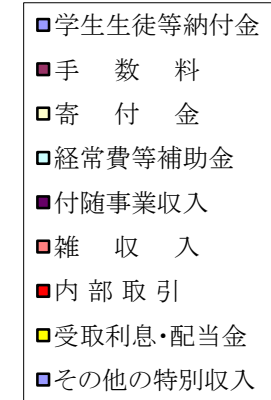 学生生徒等納付金
手 数 料
寄 付 金
経常費等補助金
付随事業収入
雑 収 入
内 部 取 引
受取利息・配当金
その他の特別収入